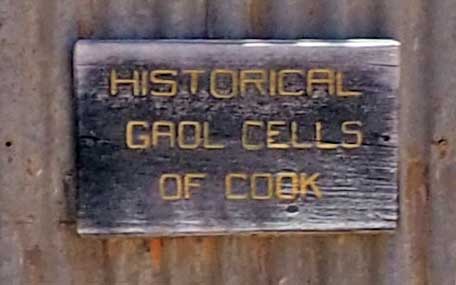 HISTORICAL
GAOL CELLS
OF COOK